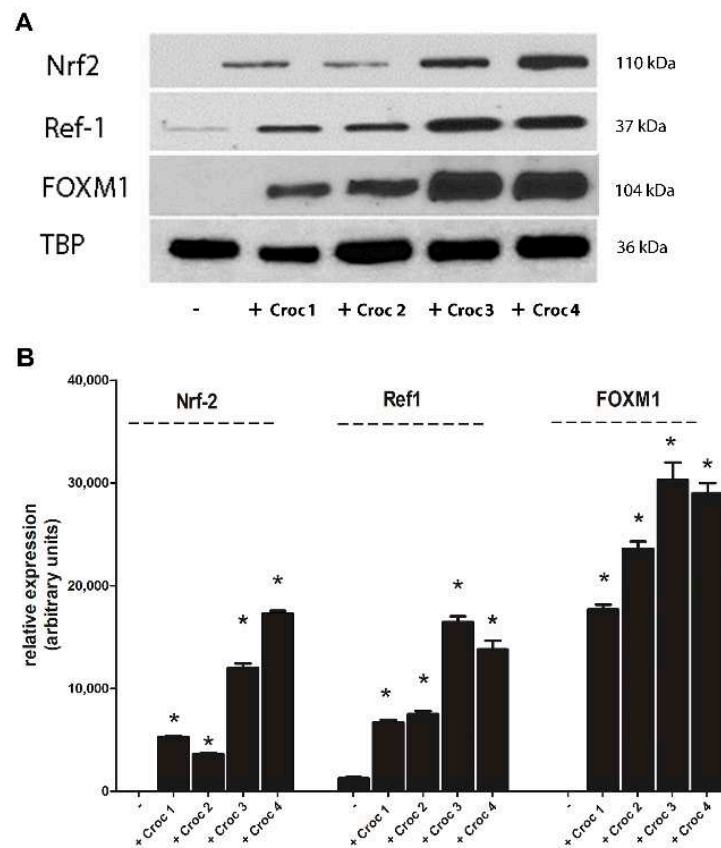 A
Nrf2 110 kDa
Ref-1 37 kDa
FOXM1 104 kDa
TBP 36 kDa
- + Croc 1 + Croc 2 + Croc 3 + Croc 4
B
40,000
30,000
20,000
10,000
0
relative expression
(arbitrary units)
Nrf-2 Ref1 FOXM1
* * * *
* * * *
* * * *
- + Croc 1 + Croc 2 + Croc 3 + Croc 4
- + Croc 1 + Croc 2 + Croc 3 + Croc 4
- + Croc 1 + Croc 2 + Croc 3 + Croc 4